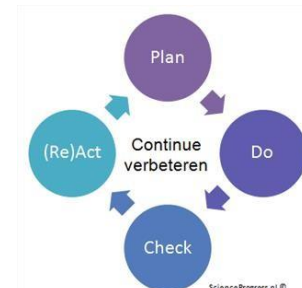 Plan
(Re)Act
Continue
verbeteren
Do
Check
ScienceProgress.nl ©